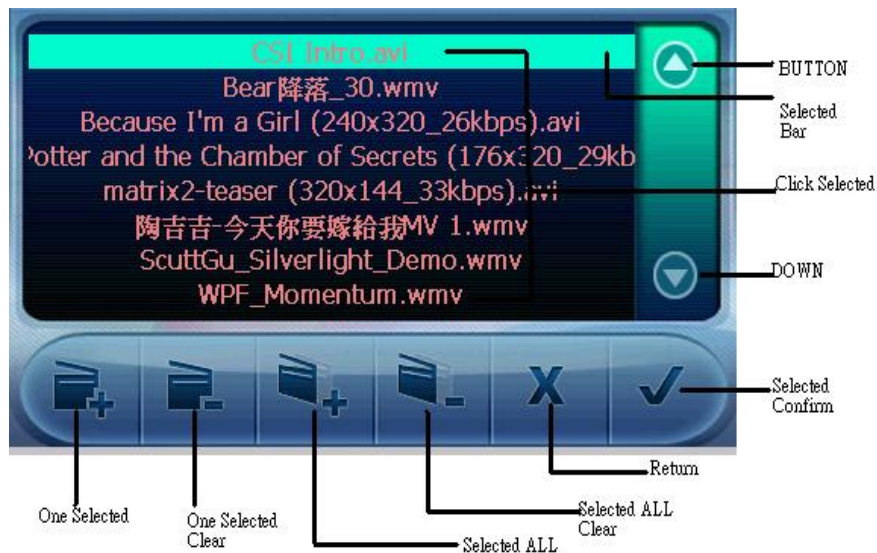 CSI Intro.avi
Bear降落_30.wmv
Because I'm a Girl (240x320_26kbps).avi
Potter and the Chamber of Secrets (176x320_29kb
matrix2-teaser (320x144_33kbps).avi
陶吉吉-今天你要嫁給我MV 1.wmv
ScuttGu_Silverlight_Demo.wmv
WPF_Momentum.wmv
BUTTON
Selected
Bar
Click Selected
DOWN
Selected
Confirm
Return
One Selected
One Selected
Clear
Selected ALL
Selected ALL
Clear